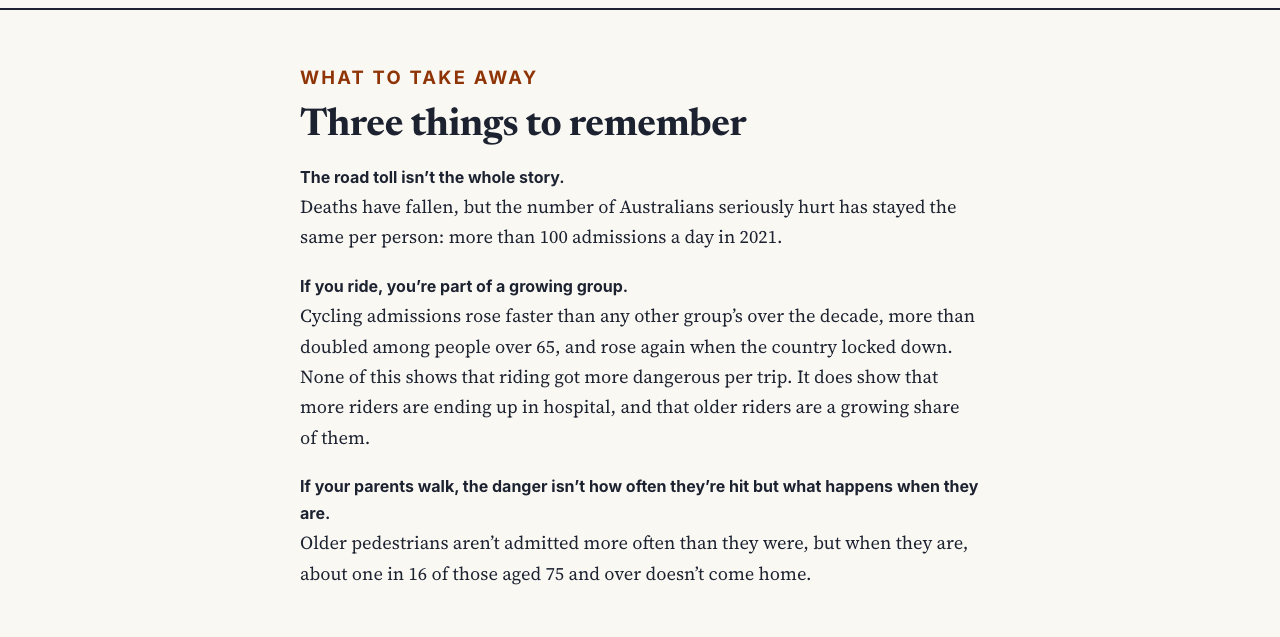 WHAT TO TAKE AWAY
Three things to remember
The road toll isn’t the whole story.
Deaths have fallen, but the number of Australians seriously hurt has stayed the
same per person: more than 100 admissions a day in 2021.
If you ride, you’re part of a growing group.
Cycling admissions rose faster than any other group’s over the decade, more than
doubled among people over 65, and rose again when the country locked down.
None of this shows that riding got more dangerous per trip. It does show that
more riders are ending up in hospital, and that older riders are a growing share
of them.
If your parents walk, the danger isn’t how often they’re hit but what happens when they
are.
Older pedestrians aren’t admitted more often than they were, but when they are,
about one in 16 of those aged 75 and over doesn’t come home.